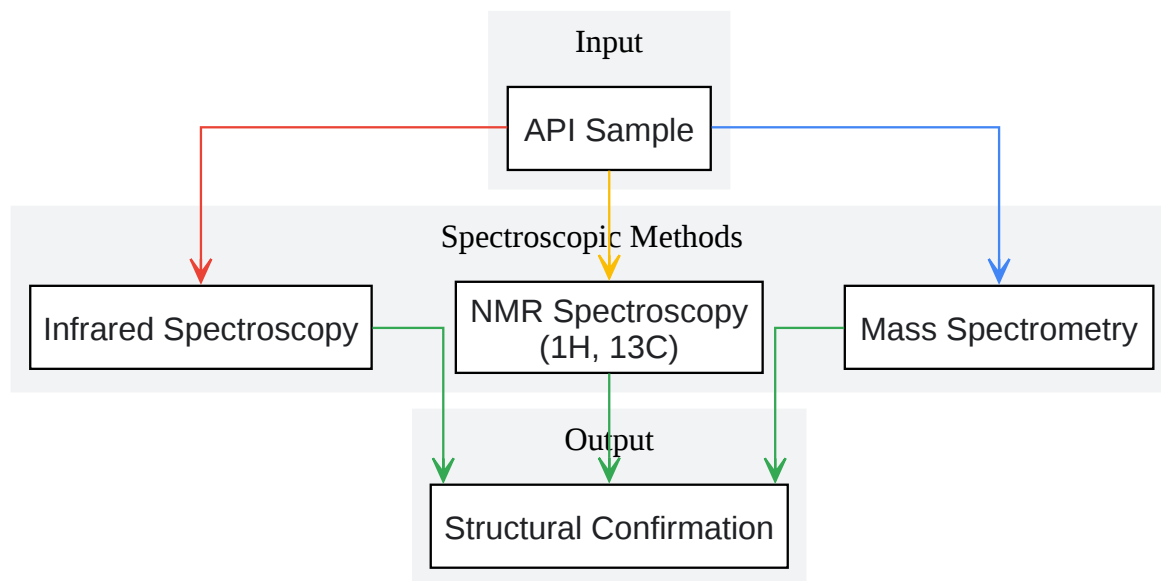 Input
API Sample
Spectroscopic Methods
Infrared Spectroscopy
NMR Spectroscopy
(1H, 13C)
Mass Spectrometry
Output
Structural Confirmation